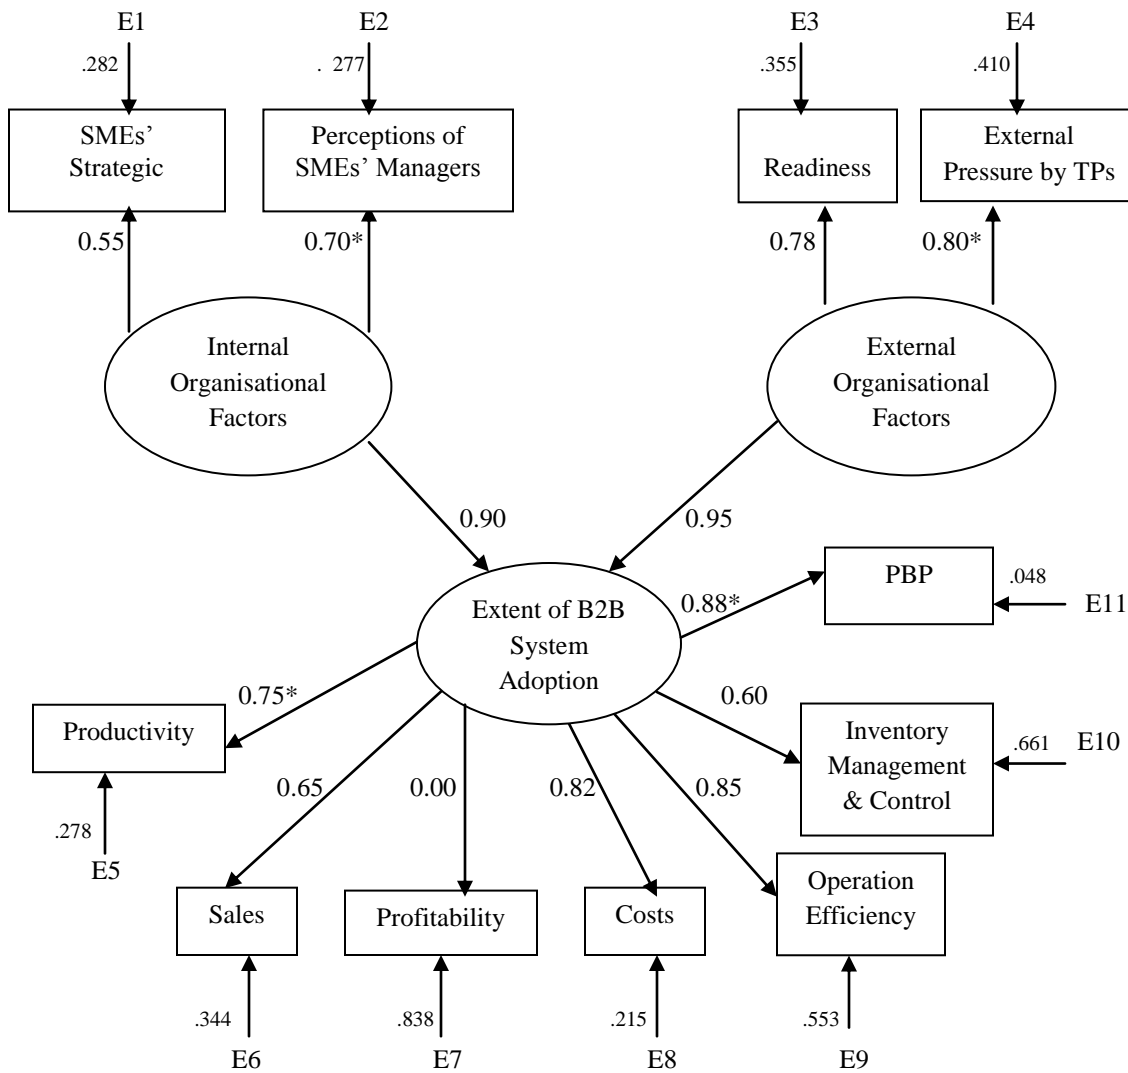 E1
E2
E3
E4
.282
. 277
.355
.410
SMEs’
Strategic
Perceptions of
SMEs’ Managers
Readiness
External
Pressure by TPs
0.55
0.70*
0.78
0.80*
Internal
Organisational
Factors
External
Organisational
Factors
0.90
0.95
Extent of B2B
System
Adoption
0.88*
PBP
.048
E11
0.75*
0.60
Productivity
Inventory
Management
& Control
.661
E10
0.65
0.00
0.82
0.85
.278
E5
Sales
Profitability
Costs
Operation
Efficiency
.344
.838
.215
.553
E6
E7
E8
E9